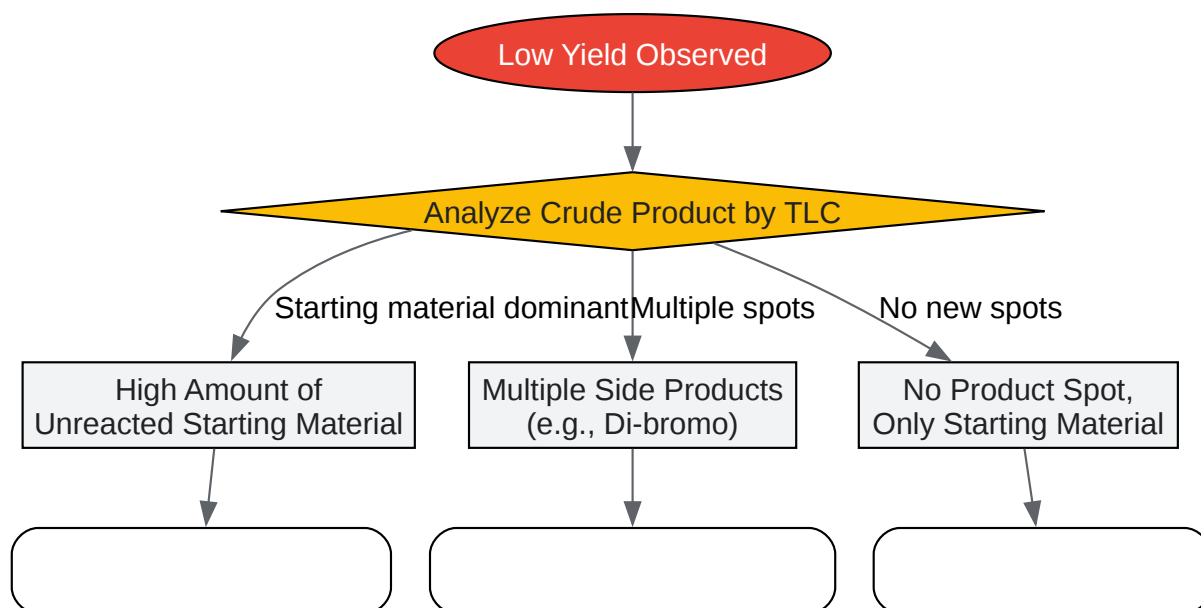 Low Yield Observed
Analyze Crude Product by TLC
Starting material dominant
Multiple spots
No new spots
High Amount of
Unreacted Starting Material
Multiple Side Products
(e.g., Di-bromo)
No Product Spot,
Only Starting Material